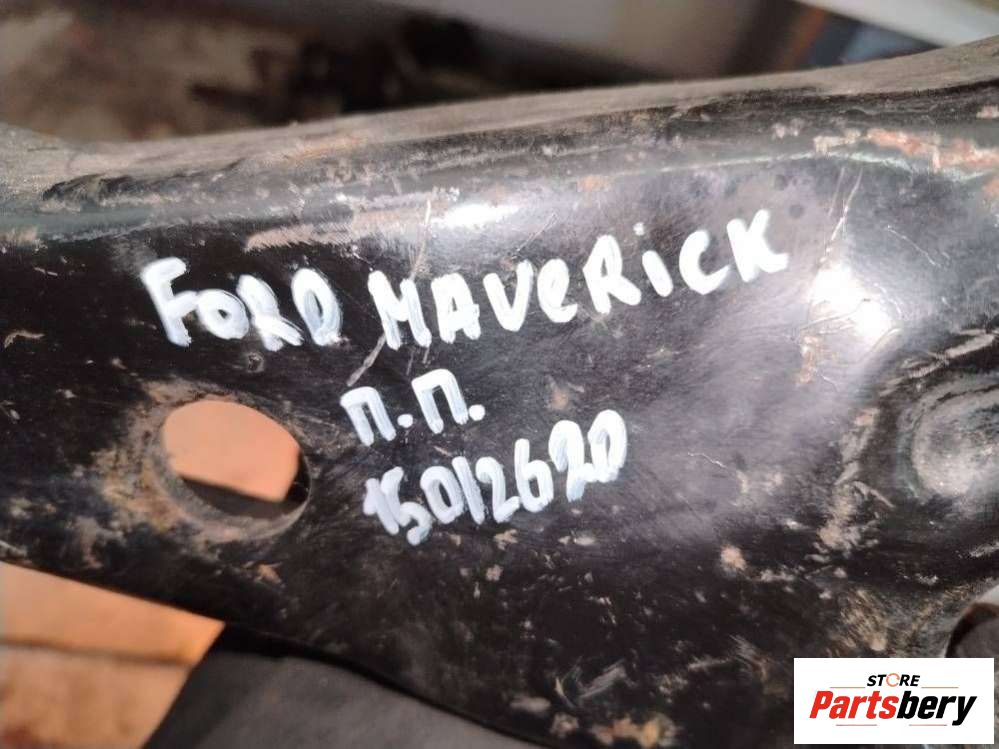 FORD MAVERiCK
п.п.
15012620
STORE
Partsbery